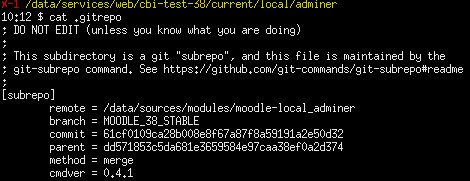 X-1 /data/services/web/cbi-test-38/current/local/adminer
10:12 $ cat .gitrepo
; DO NOT EDIT (unless you know what you are doing)
;
; This subdirectory is a git "subrepo", and this file is maintained by the
; git-subrepo command. See https://github.com/git-commands/git-subrepo#readme
;
[subrepo]
remote = /data/sources/modules/moodle-local_adminer
branch = MOODLE_38_STABLE
commit = 61cf0109ca28b008e8f67a87f8a59191a2e50d32
parent = dd571853c5da681e3659584e97caa38ef0a2d374
method = merge
cmdver = 0.4.1